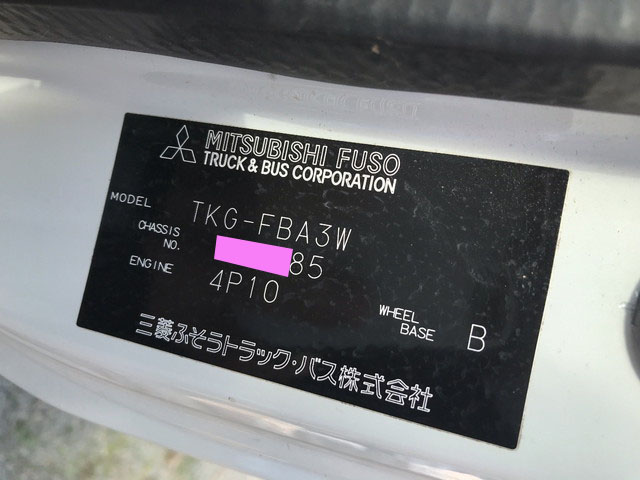 MITSUBISHI FUSO
TRUCK & BUS CORPORATION
MODEL TKG-FBA3W
CHASSIS NO. 85
ENGINE 4P10
WHEEL BASE B
三菱ふそうトラック・バス株式会社